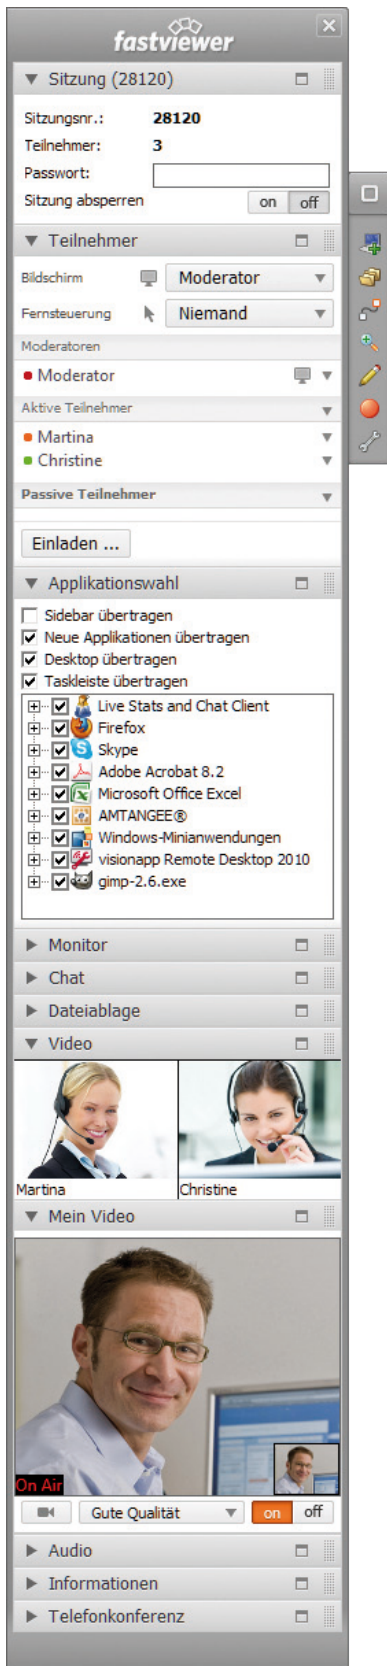 fastviewer
Sitzung (28120)
Sitzungsnr.: 28120
Teilnehmer: 3
Passwort:
Sitzung absperren on off
Teilnehmer
Bildschirm Moderator
Fernsteuerung Niemand
Moderatoren
Moderator
Aktive Teilnehmer
Martina
Christine
Passive Teilnehmer
Einladen ...
Applikationswahl
Sidebar übertragen
Neue Applikationen übertragen
Desktop übertragen
Taskleiste übertragen
Live Stats and Chat Client
Firefox
Skype
Adobe Acrobat 8.2
Microsoft Office Excel
AMTANGEE®
Windows-Minianwendungen
visionapp Remote Desktop 2010
gimp-2.6.exe
Monitor
Chat
Dateiablage
Video
Martina Christine
Mein Video
On Air
Gute Qualität on off
Audio
Informationen
Telefonkonferenz